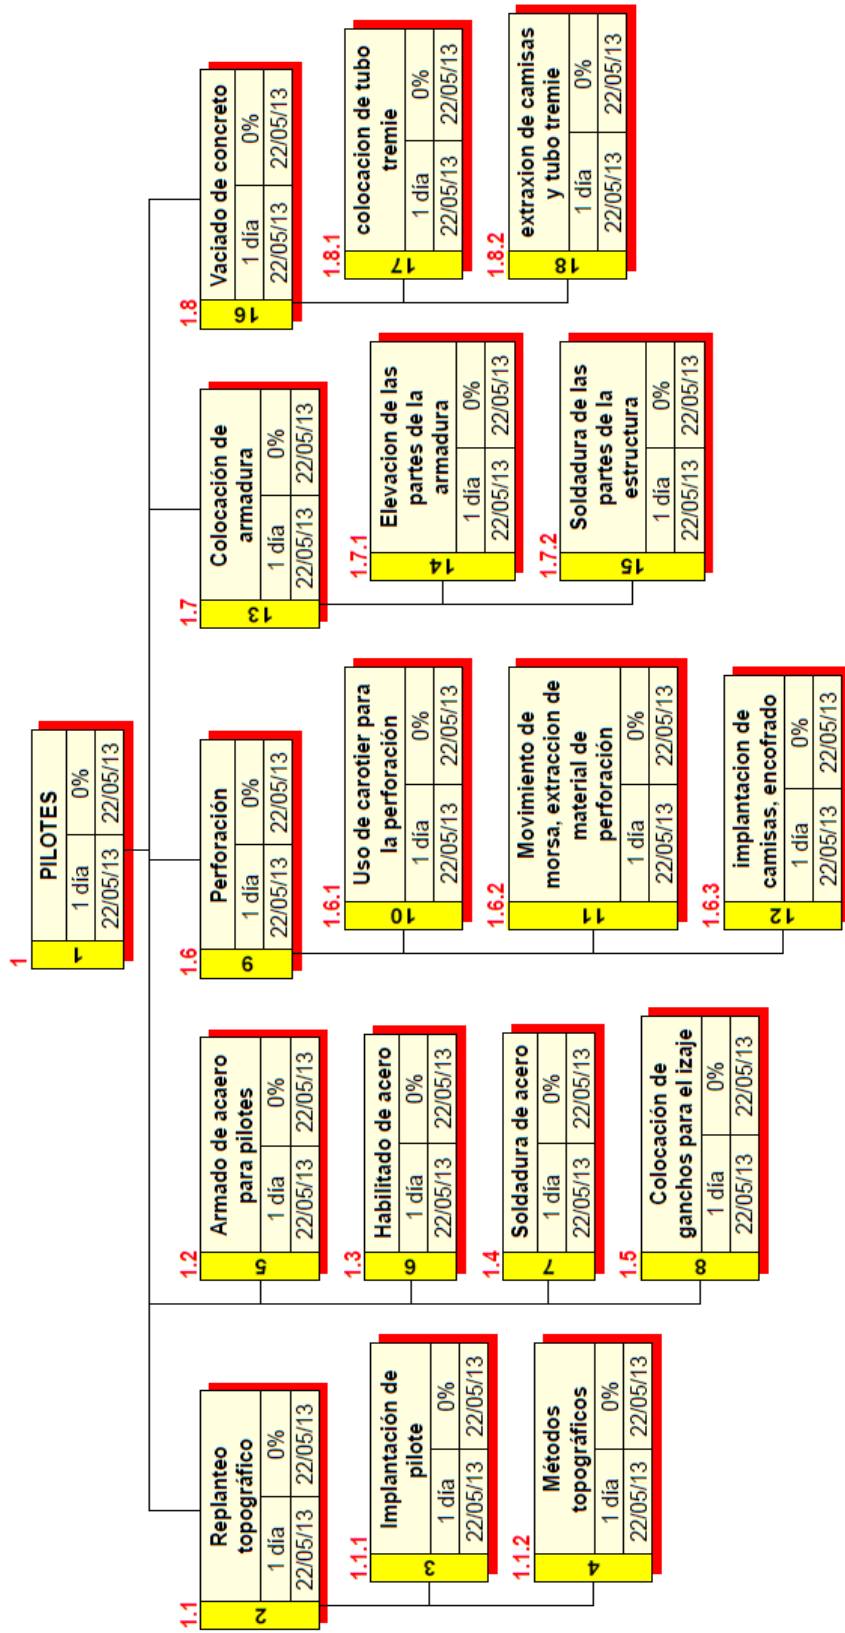 1
1
PILOTES
1 día 0%
22/05/13 22/05/13
1.1
2
Replanteo
topográfico
1 día 0%
22/05/13 22/05/13
1.1.1
3
Implantación de
pilote
1 día 0%
22/05/13 22/05/13
1.1.2
4
Métodos
topográficos
1 día 0%
22/05/13 22/05/13
1.2
5
Armado de acaero
para pilotes
1 día 0%
22/05/13 22/05/13
1.3
6
Habilitado de acero
1 día 0%
22/05/13 22/05/13
1.4
7
Soldadura de acero
1 día 0%
22/05/13 22/05/13
1.5
8
Colocación de
ganchos para el izaje
1 día 0%
22/05/13 22/05/13
1.6
9
Perforación
1 día 0%
22/05/13 22/05/13
1.6.1
10
Uso de carotier para
la perforación
1 día 0%
22/05/13 22/05/13
1.6.2
11
Movimiento de
morsa, extraccion de
material de
perforación
1 día 0%
22/05/13 22/05/13
1.6.3
12
implantacion de
camisas, encofrado
1 día 0%
22/05/13 22/05/13
1.7
13
Colocación de
armadura
1 día 0%
22/05/13 22/05/13
1.7.1
14
Elevacion de las
partes de la
armadura
1 día 0%
22/05/13 22/05/13
1.7.2
15
Soldadura de las
partes de la
estructura
1 día 0%
22/05/13 22/05/13
1.8
16
Vaciado de concreto
1 día 0%
22/05/13 22/05/13
1.8.1
17
colocacion de tubo
tremie
1 día 0%
22/05/13 22/05/13
1.8.2
18
extraxion de camisas
y tubo tremie
1 día 0%
22/05/13 22/05/13